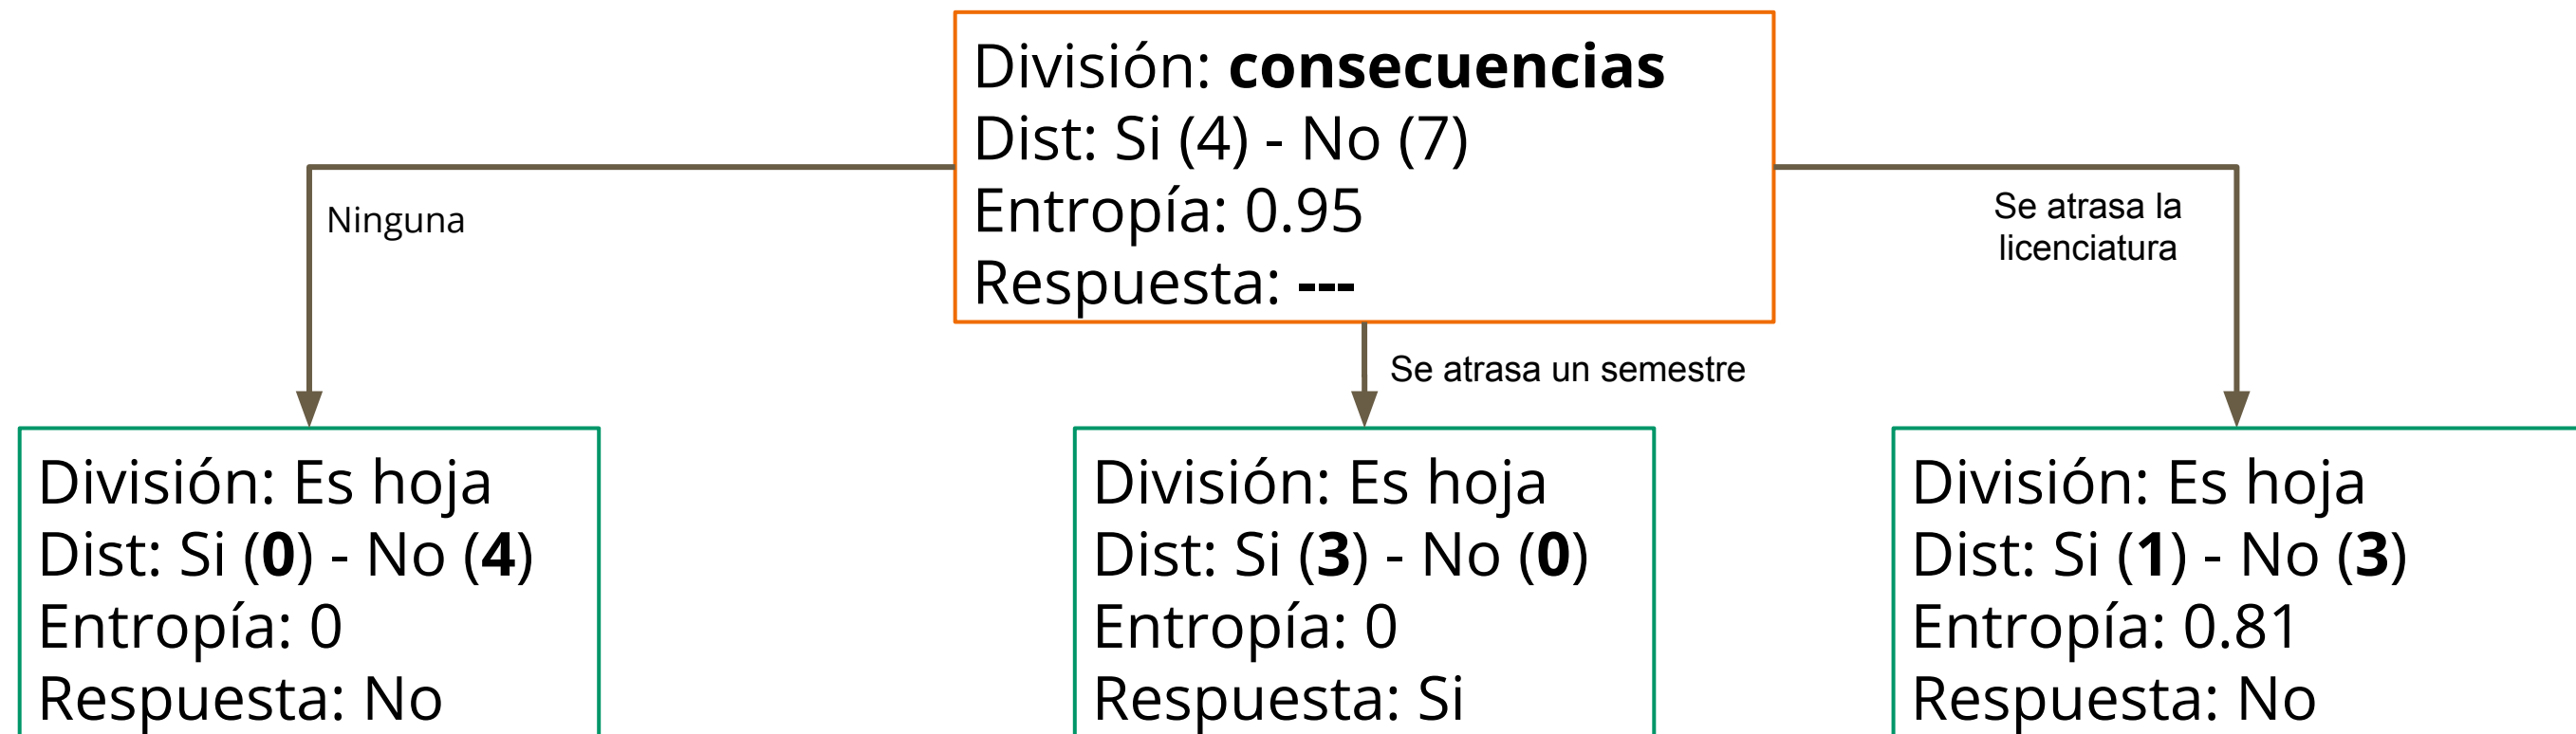 División: consecuencias
Dist: Si (4) - No (7)
Entropía: 0.95
Respuesta: ---
Ninguna
Se atrasa un semestre
Se atrasa la
licenciatura
División: Es hoja
Dist: Si (0) - No (4)
Entropía: 0
Respuesta: No
División: Es hoja
Dist: Si (3) - No (0)
Entropía: 0
Respuesta: Si
División: Es hoja
Dist: Si (1) - No (3)
Entropía: 0.81
Respuesta: No